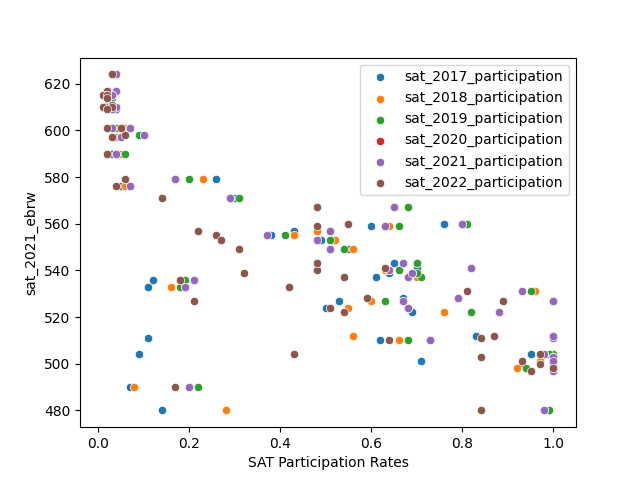 sat_2017_participation
sat_2018_participation
sat_2019_participation
sat_2020_participation
sat_2021_participation
sat_2022_participation
620
600
580
560
540
520
500
480
sat_2021_ebrw
0.0 0.2 0.4 0.6 0.8 1.0
SAT Participation Rates